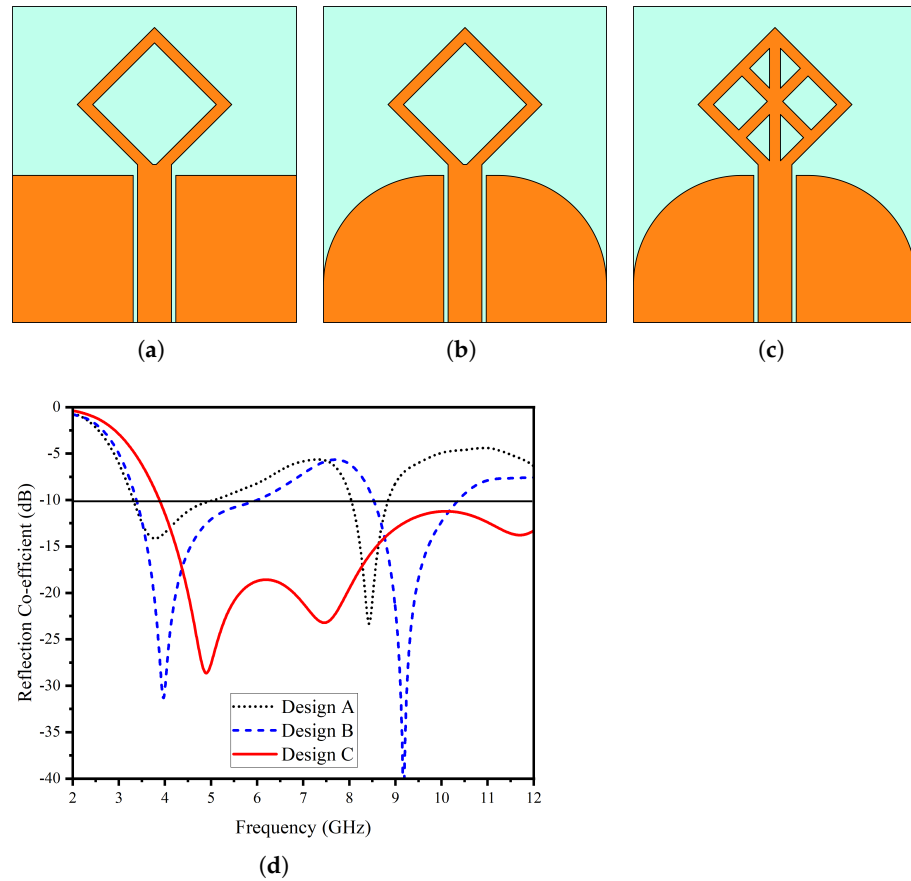 (a)
(b)
(c)
0
-5
-10
-15
-20
-25
-30
-35
-40
Reflection Co-efficient (dB)
Design A
Design B
Design C
2 3 4 5 6 7 8 9 10 11 12
Frequency (GHz)
(d)